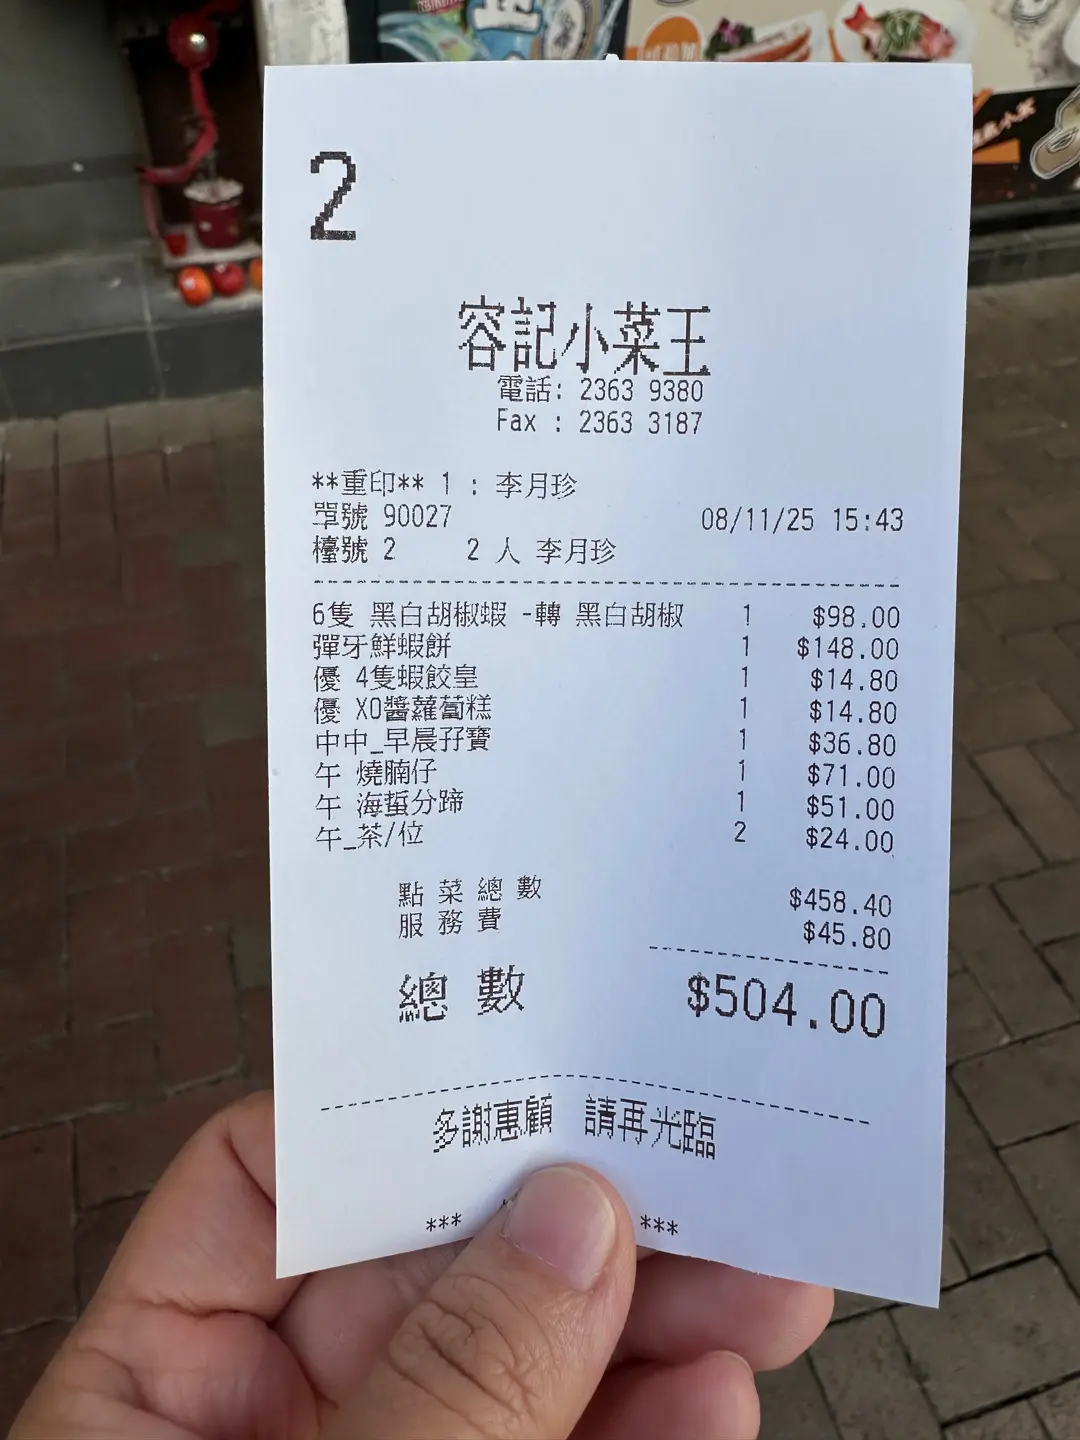 2
容記小菜王
電話: 2363 9380
Fax : 2363 3187
**重印** 1 : 李月珍
單號 90027 08/11/25 15:43
檯號 2 2 人 李月珍
6隻 黑白胡椒蝦 -轉 黑白胡椒 1 $98.00
彈牙鮮蝦餅 1 $148.00
優 4隻蝦餃皇 1 $14.80
優 XO醬蘿蔔糕 1 $14.80
中中_早晨孖寶 1 $36.80
午 燒腩仔 1 $71.00
午 海蜇分蹄 1 $51.00
午_茶/位 2 $24.00
點菜總數 $458.40
服務費 $45.80
總數 $504.00
多謝惠顧 請再光臨
*** ***